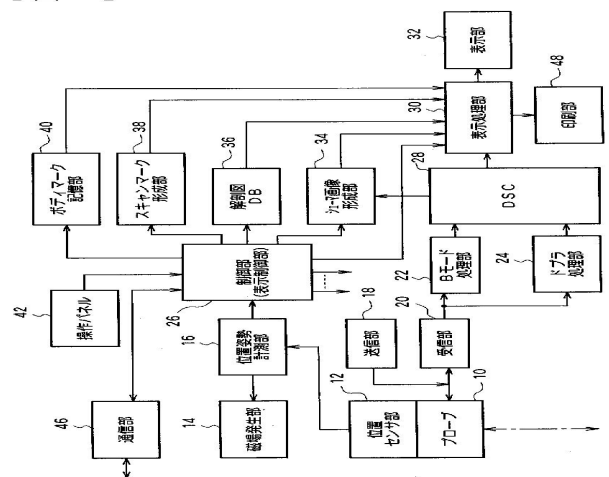 32
表示部
40
ボディマーク
記憶部
38
スキャンマーク
形成部
36
解剖図
DB
34
シェーマ画像
形成部
30
表示処理部
48
印刷部
28
DSC
42
操作パネル
26
制御部
(表示制御部)
22
Bモード
処理部
24
ドプラ
処理部
46
通信部
16
位置姿勢
計測部
14
磁場発生部
18
送信部
20
受信部
12
位置
センサ部
10
プローブ